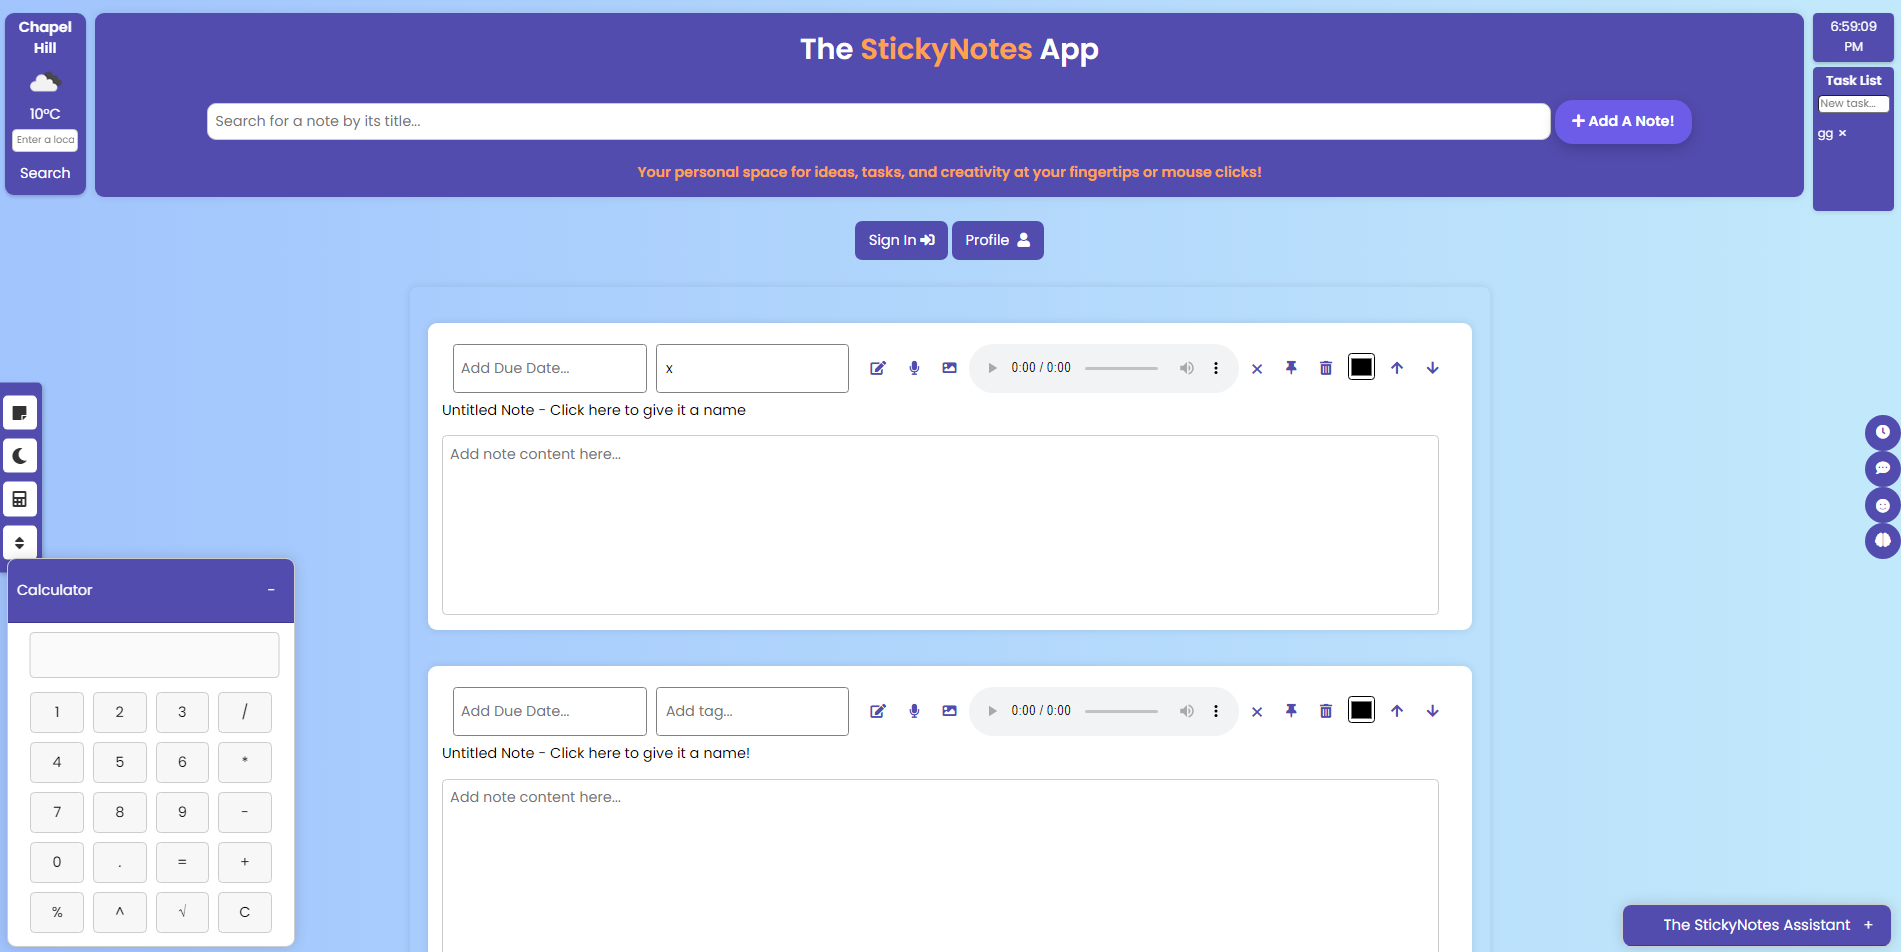 Chapel
Hill
10°C
Enter a loca
Search
The StickyNotes App
Search for a note by its title...
+ Add A Note!
Your personal space for ideas, tasks, and creativity at your fingertips or mouse clicks!
6:59:09
PM
Task List
New task...
gg ×
Sign In
Profile
Add Due Date...
x
0:00 / 0:00
Untitled Note - Click here to give it a name
Add note content here...
Add Due Date...
Add tag...
0:00 / 0:00
Untitled Note - Click here to give it a name!
Add note content here...
Calculator -
1 2 3 /
4 5 6 *
7 8 9 -
0 . = +
% ^ √ C
The StickyNotes Assistant +